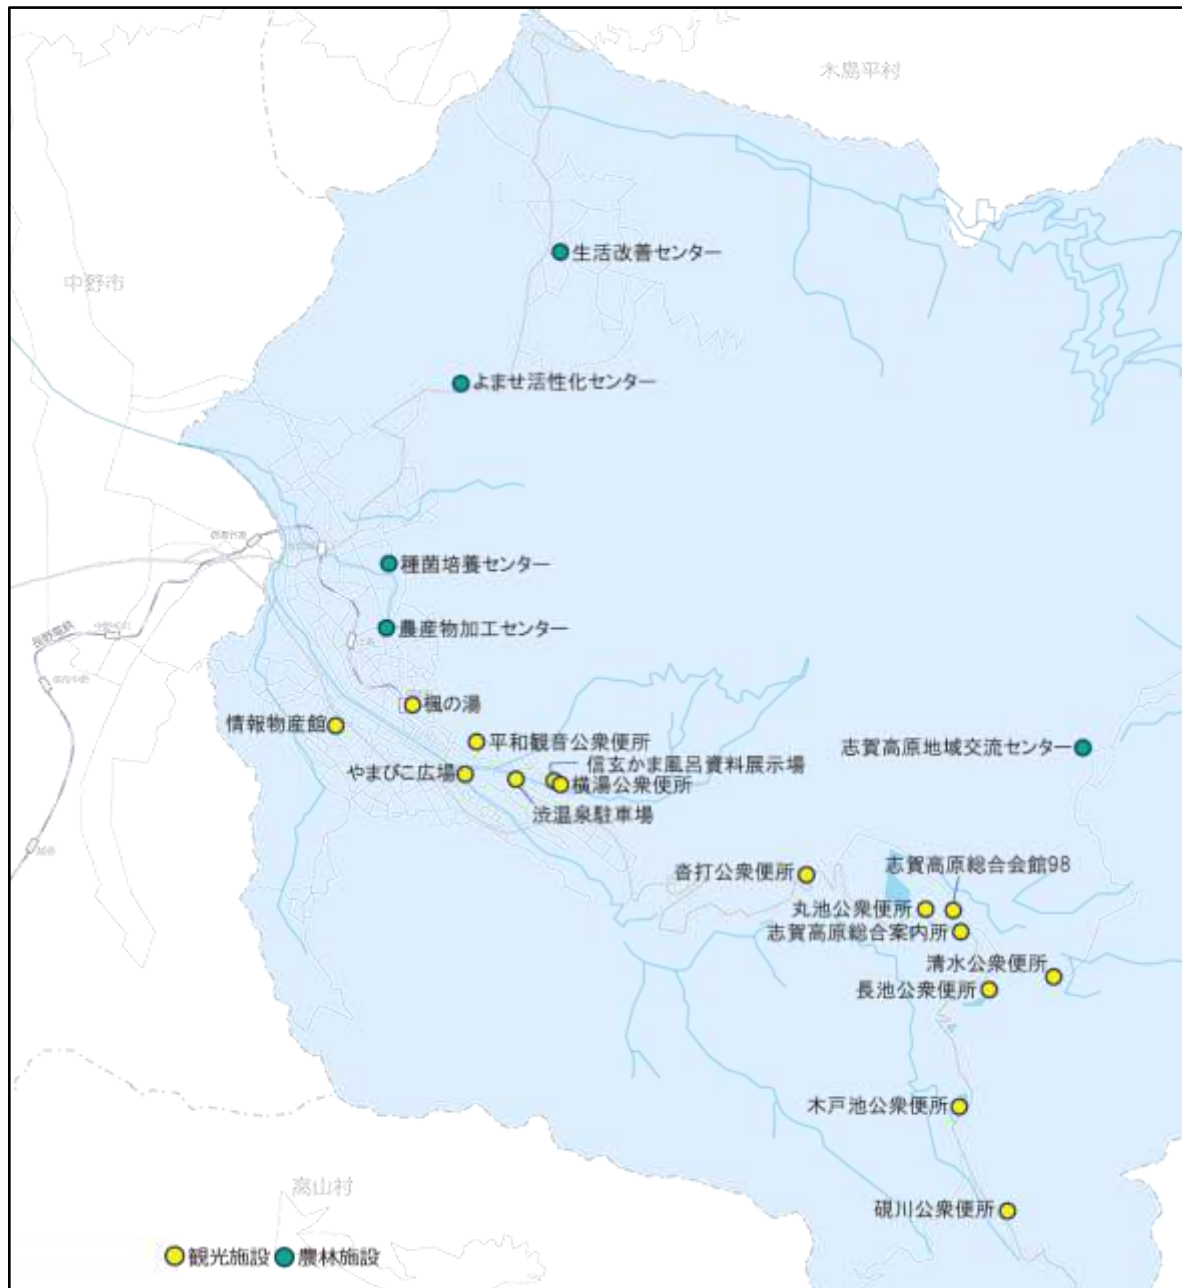 木島平村
生活改善センター
中野市
よませ活性化センター
種菌培養センター
長野電鉄
農産物加工センター
楓の湯
情報物産館
平和観音公衆便所
志賀高原地域交流センター
信玄かま風呂資料展示場
やまびこ広場
横湯公衆便所
渋温泉駐車場
沓打公衆便所
志賀高原総合会館98
丸池公衆便所
志賀高原総合案内所
清水公衆便所
長池公衆便所
木戸池公衆便所
高山村
硯川公衆便所
観光施設 農林施設